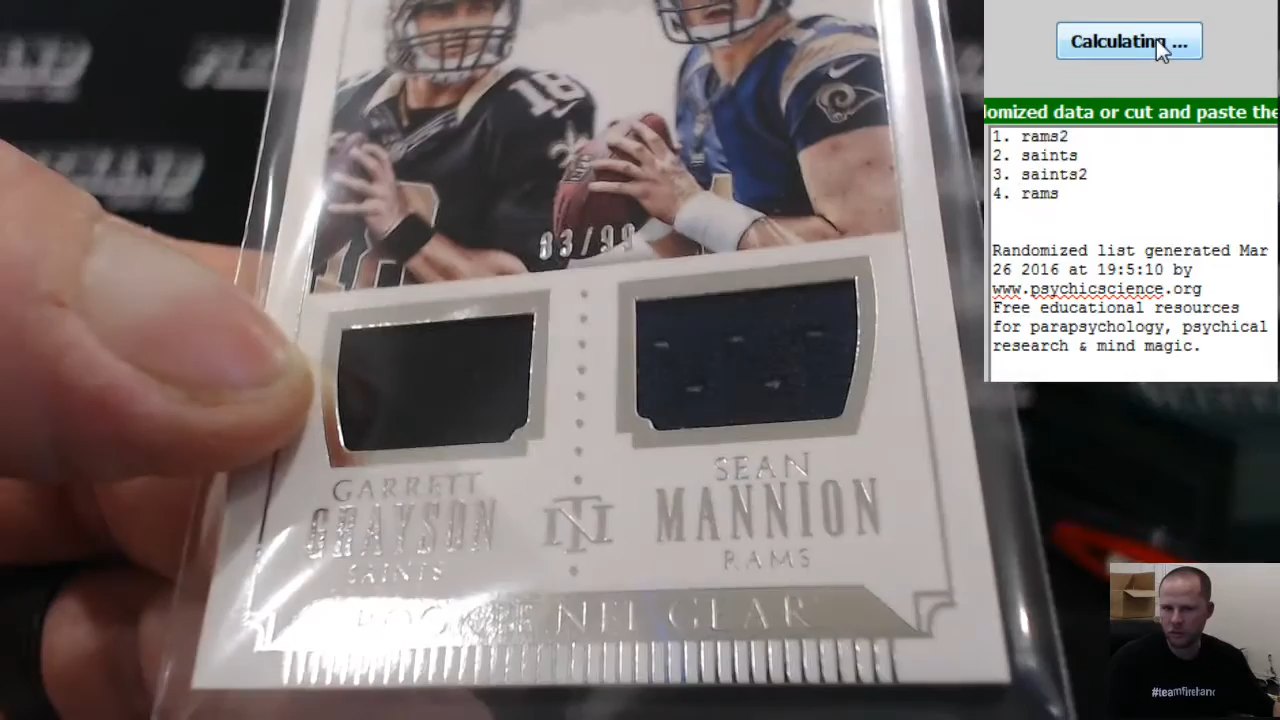 18
83/99
GARRETT
GRAYSON
SAINTS
SEAN
MANNION
RAMS
NFL GEAR
Calculating ...
omized data or cut and paste the
1. rams2
2. saints
3. saints2
4. rams
Randomized list generated Mar
26 2016 at 19:5:10 by
www.psychicscience.org
Free educational resources
for parapsychology, psychical
research & mind magic.
#teamfirehand